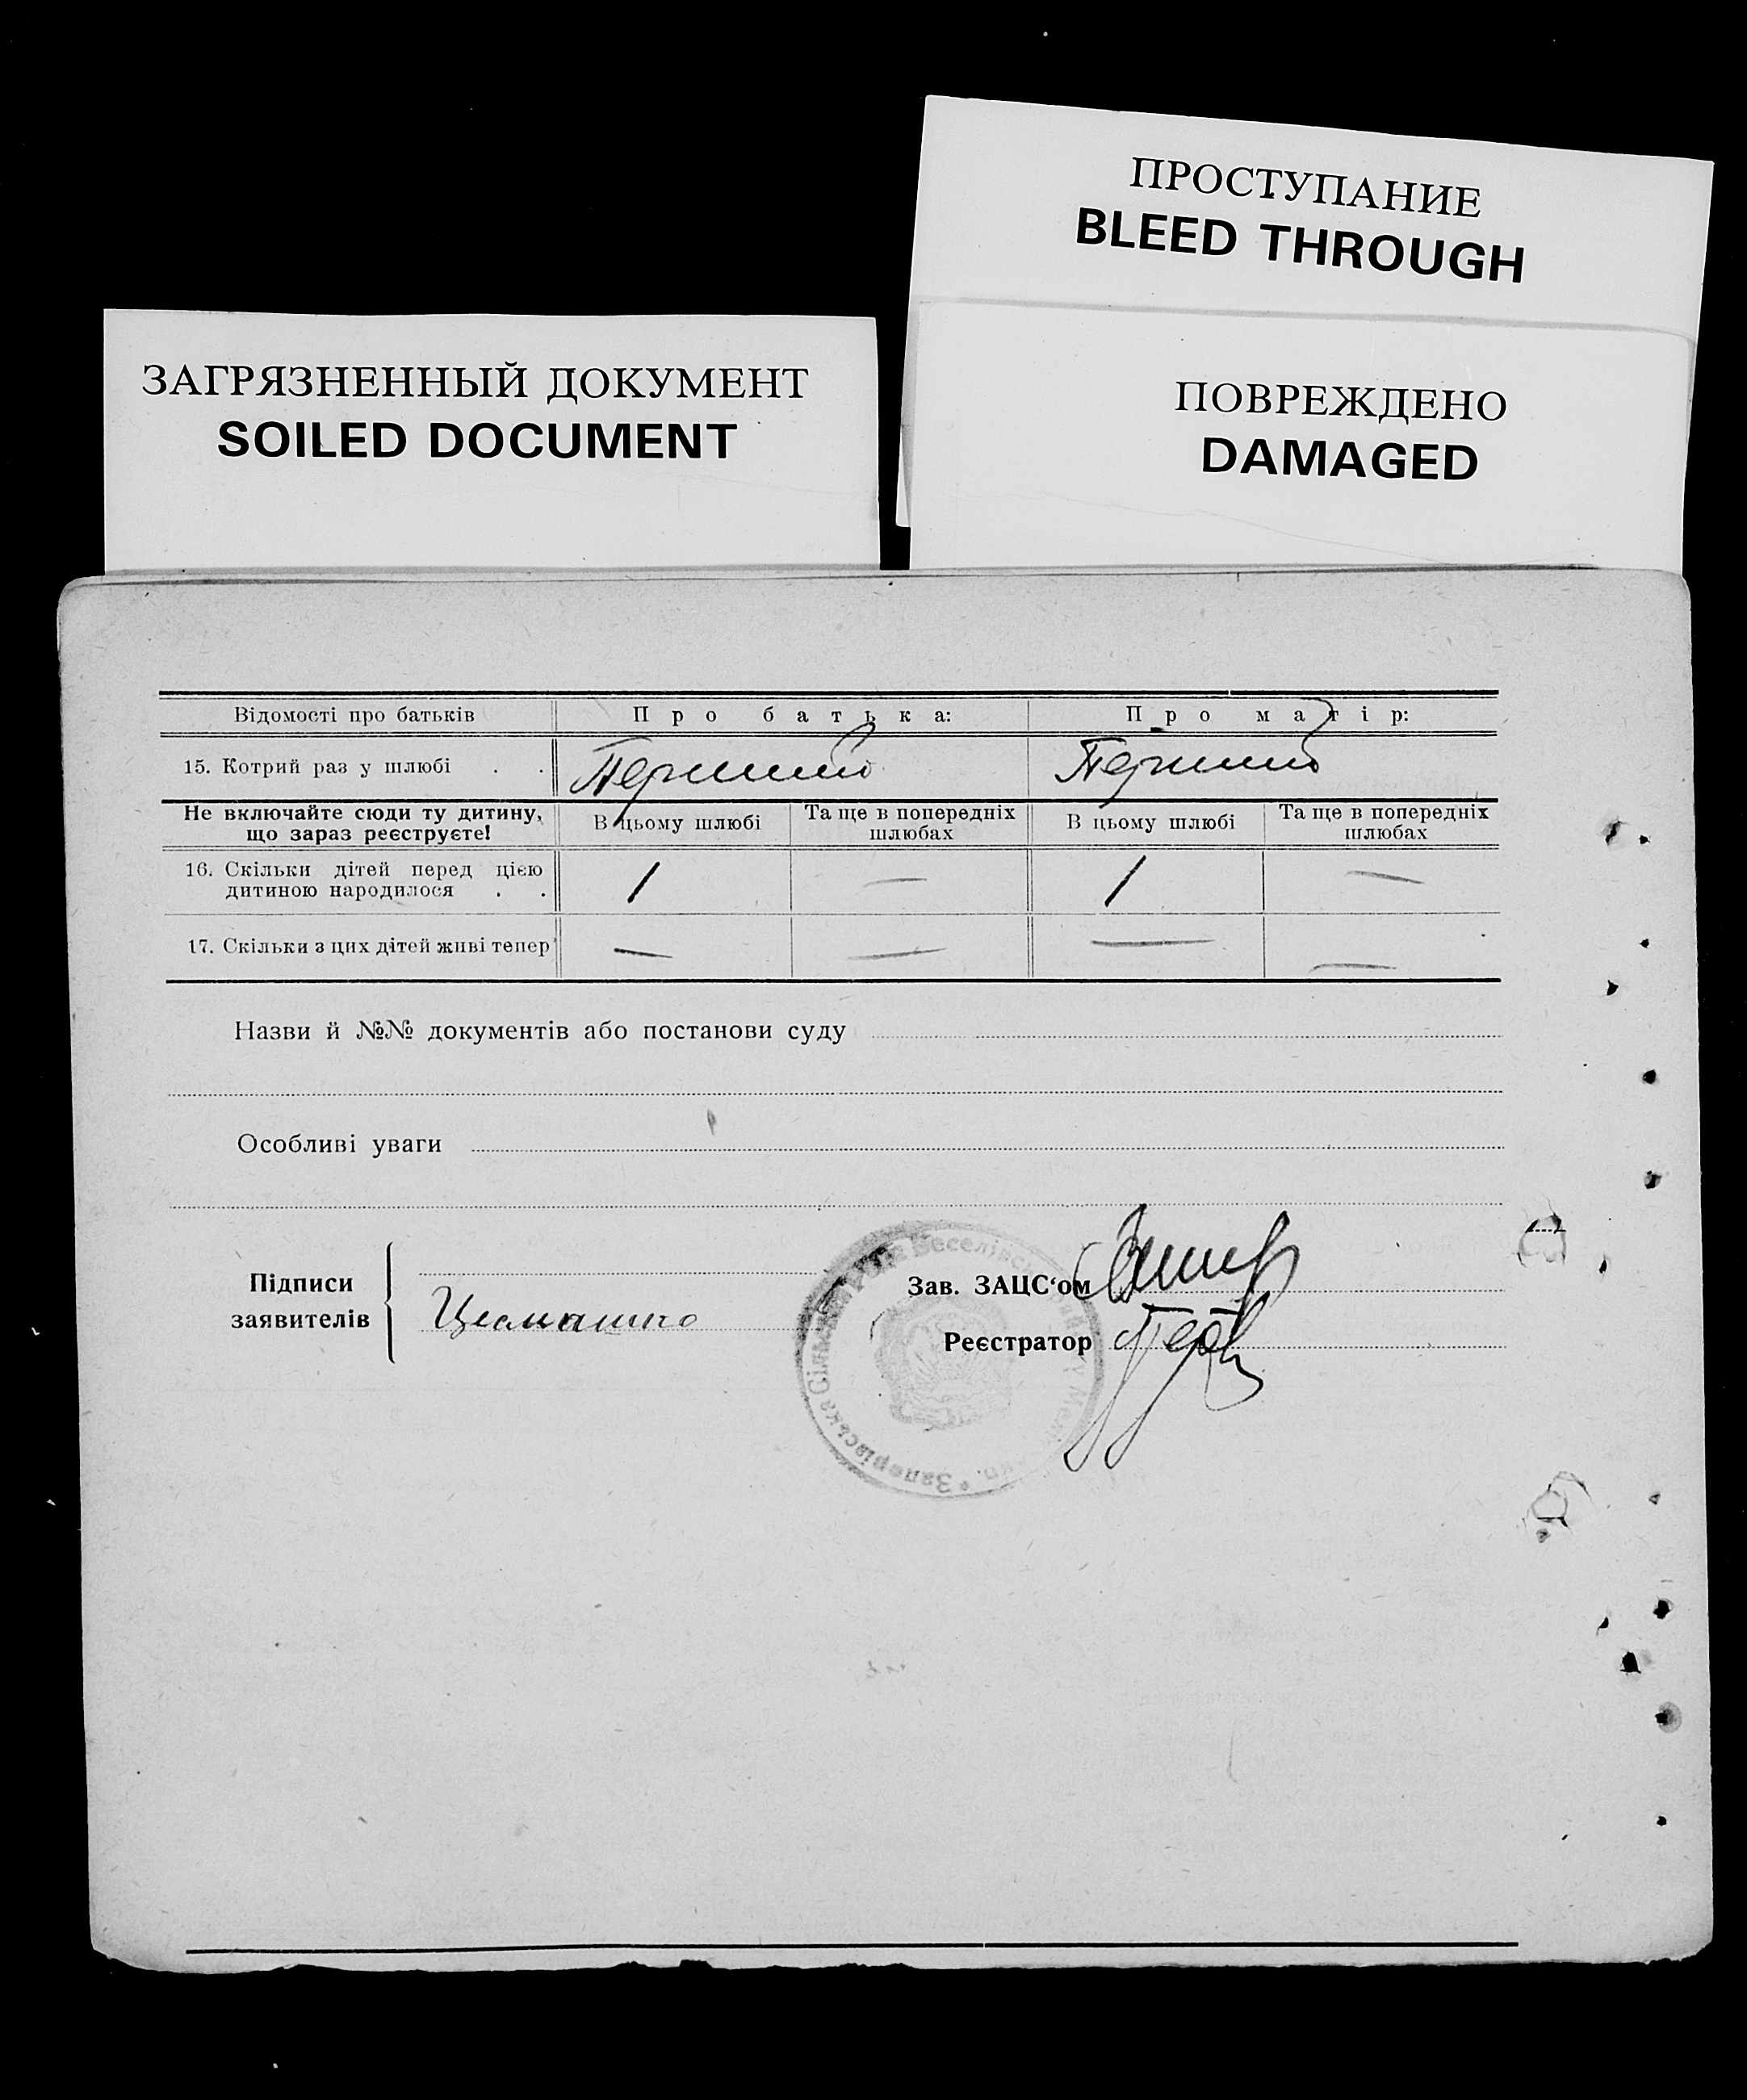 ПРОСТУПАНИЕ
BLEED THROUGH
ЗАГРЯЗНЕННЫЙ ДОКУМЕНТ
SOILED DOCUMENT
ПОВРЕЖДЕНО
DAMAGED
Відомості про батьків Про батька: Про матір:
15. Котрий раз у шлюбі . . Перший Перший
Не включайте сюди ту дитину, що зараз реєструєте! В цьому шлюбі Та ще в попередніх шлюбах В цьому шлюбі Та ще в попередніх шлюбах
16. Скільки дітей перед цією дитиною народилося . . 1 — 1 —
17. Скільки з цих дітей живі тепер — — — —
Назви й №№ документів або постанови суду
Особливі уваги
Підписи заявителів
Зав. ЗАЦС‘ом
Реєстратор
Сільська Рада Веселівськ